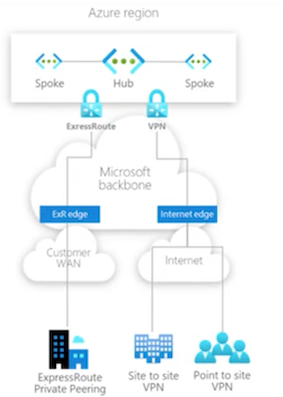 Azure region
Spoke Hub Spoke
ExressRoute VPN
Microsoft
backbone
ExR edge Internet edge
Customer
WAN
Internet
ExpressRoute
Private Peering
Site to site
VPN
Point to site
VPN